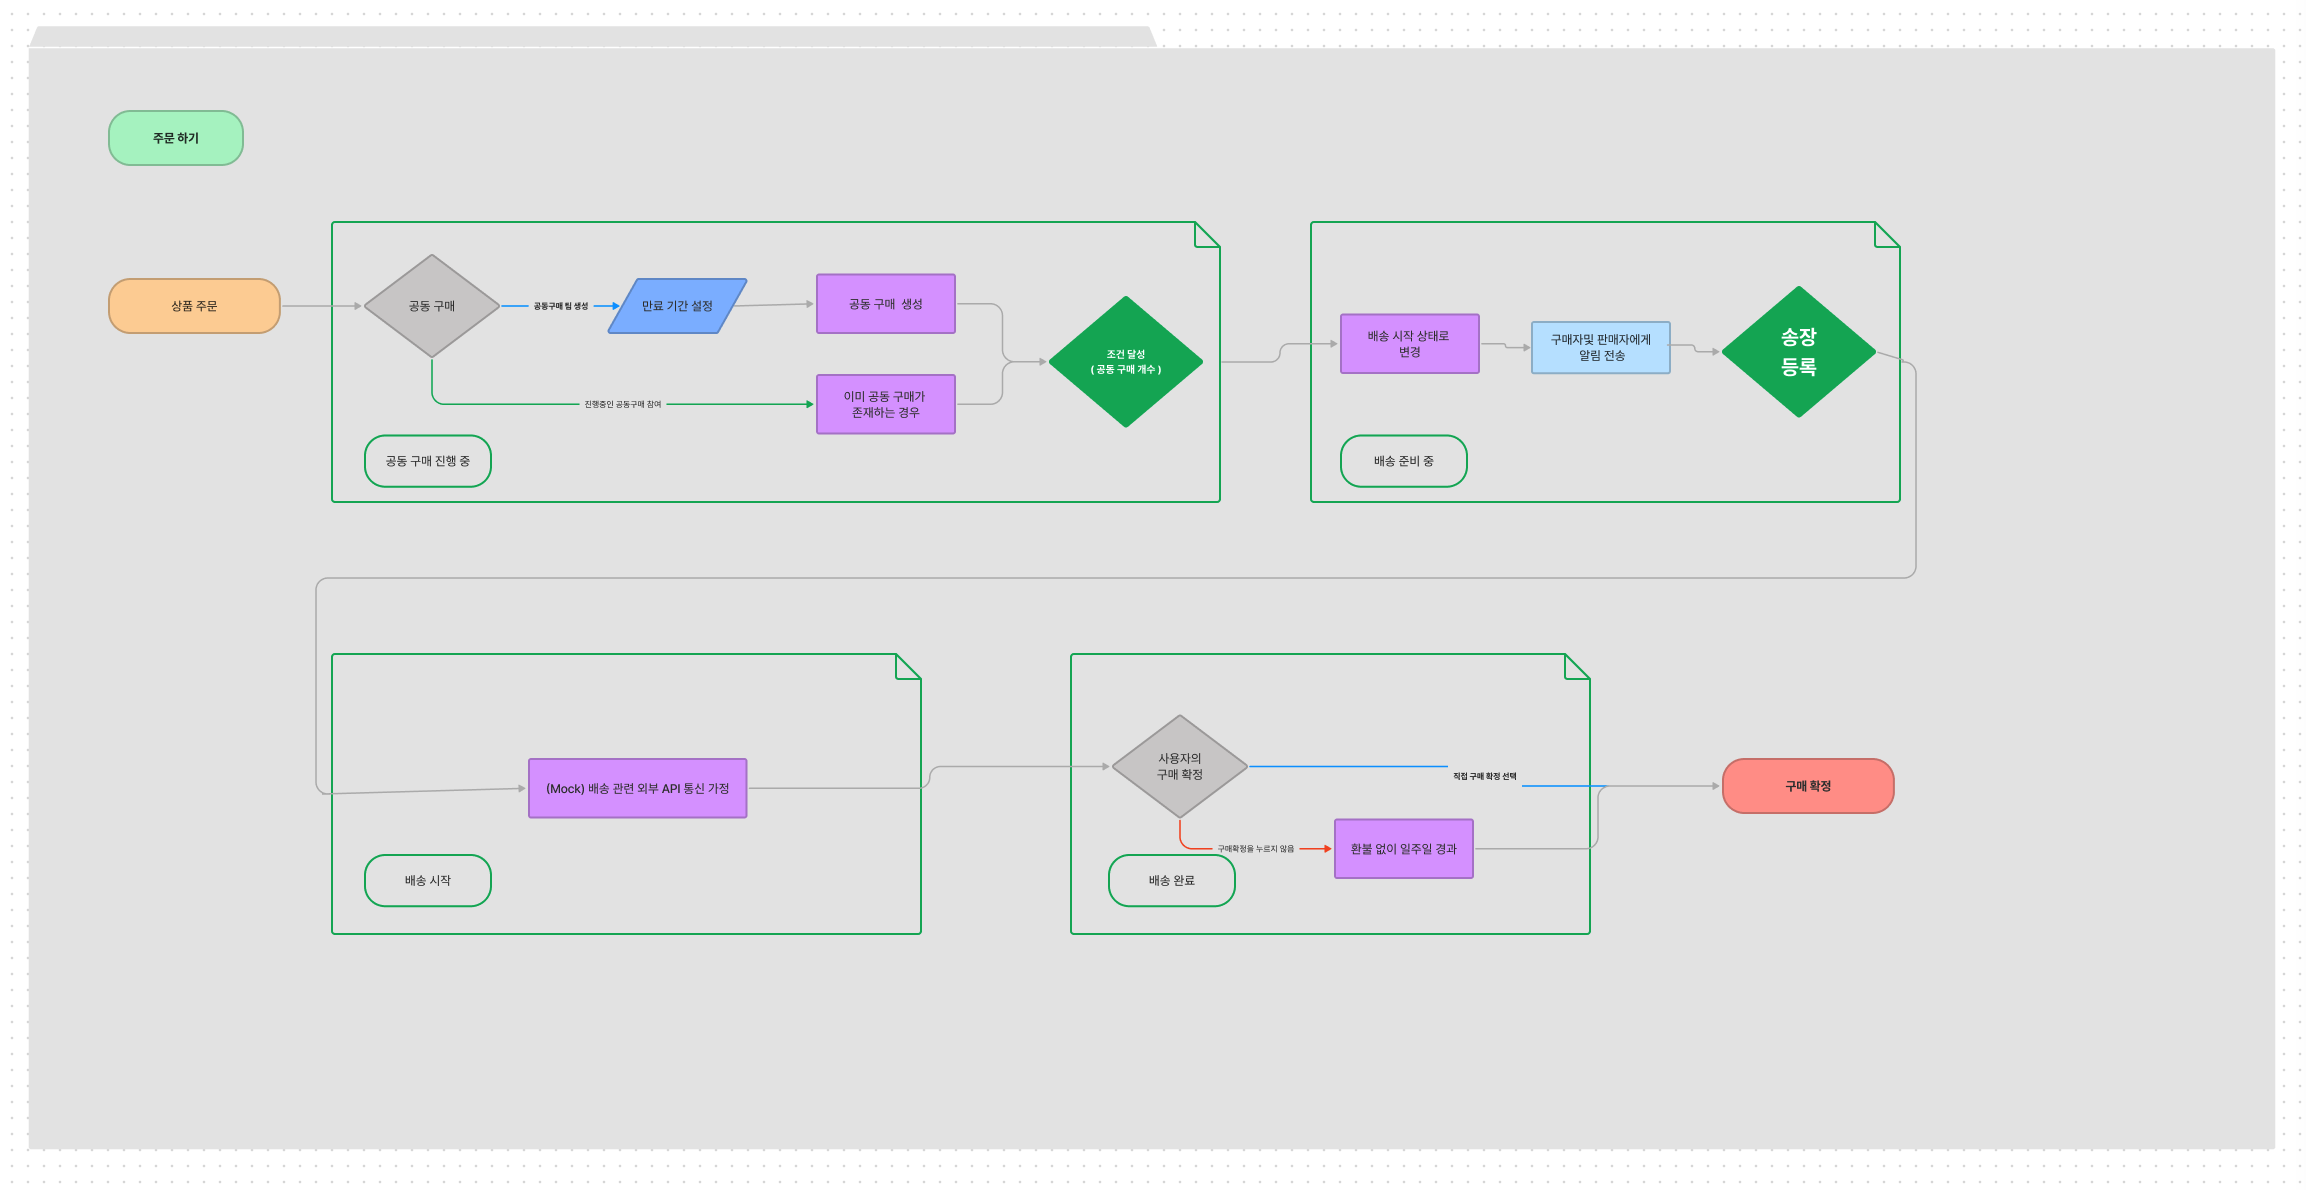 주문 하기
상품 주문
공동 구매
공동구매 팀 생성
만료 기간 설정
공동 구매  생성
진행중인 공동구매 참여
이미 공동 구매가
존재하는 경우
조건 달성
( 공동 구매 개수 )
공동 구매 진행 중
배송 시작 상태로
변경
구매자및 판매자에게
알림 전송
송장
등록
배송 준비 중
(Mock) 배송 관련 외부 API 통신 가정
배송 시작
사용자의
구매 확정
직접 구매 확정 선택
구매확정을 누르지 않음
환불 없이 일주일 경과
배송 완료
구매 확정